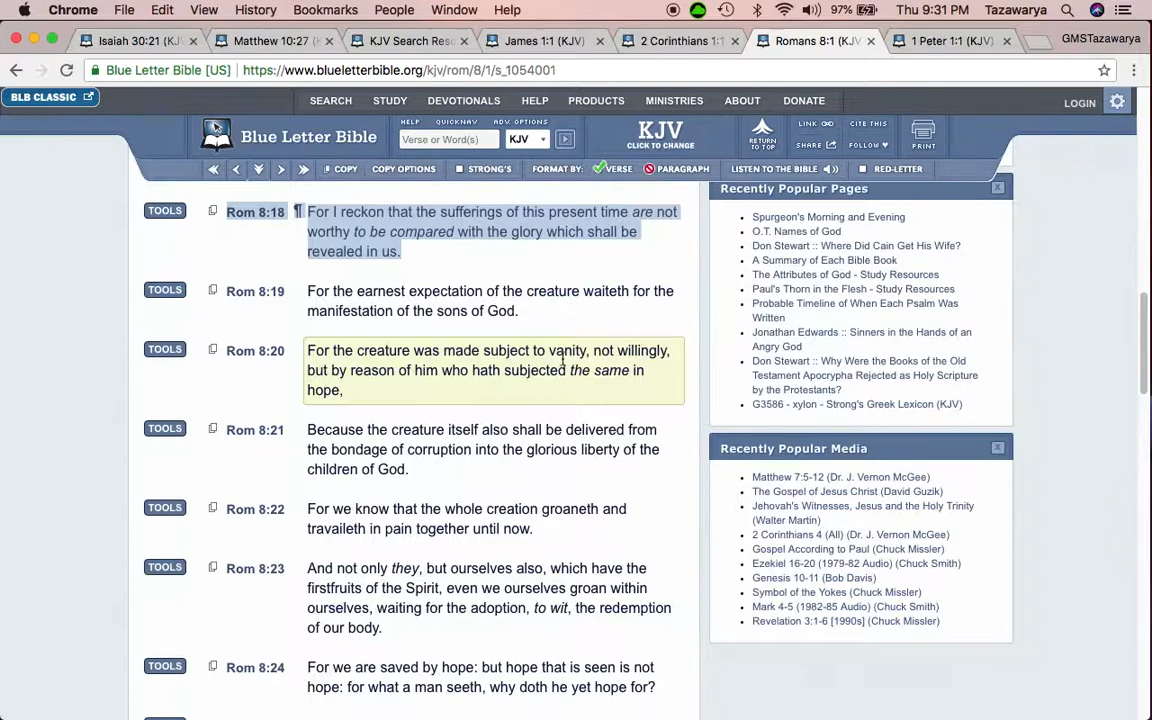 Chrome File Edit View History Bookmarks People Window Help 97% Thu 9:31 PM Tazawarya
Isaiah 30:21 (KJV Matthew 10:27 (KJV KJV Search Res James 1:1 (KJV) 2 Corinthians 1:1 Romans 8:1 (KJV) 1 Peter 1:1 (KJV) GMSTazawarya
Blue Letter Bible [US] https://www.blueletterbible.org/kjv/rom/8/1/s_1054001
BLB CLASSIC SEARCH STUDY DEVOTIONALS HELP PRODUCTS MINISTRIES ABOUT DONATE LOGIN
Blue Letter Bible
HELP QUICKNAV ADV. OPTIONS
Verse or Word(s) KJV
KJV
CLICK TO CHANGE
RETURN
TO TOP
LINK CITE THIS
SHARE FOLLOW
PRINT
COPY COPY OPTIONS STRONG'S FORMAT BY: VERSE PARAGRAPH LISTEN TO THE BIBLE RED-LETTER
TOOLS Rom 8:18 ¶ For I reckon that the sufferings of this present time are not
worthy to be compared with the glory which shall be
revealed in us.
TOOLS Rom 8:19 For the earnest expectation of the creature waiteth for the
manifestation of the sons of God.
TOOLS Rom 8:20 For the creature was made subject to vanity, not willingly,
but by reason of him who hath subjected the same in
hope,
TOOLS Rom 8:21 Because the creature itself also shall be delivered from
the bondage of corruption into the glorious liberty of the
children of God.
TOOLS Rom 8:22 For we know that the whole creation groaneth and
travaileth in pain together until now.
TOOLS Rom 8:23 And not only they, but ourselves also, which have the
firstfruits of the Spirit, even we ourselves groan within
ourselves, waiting for the adoption, to wit, the redemption
of our body.
TOOLS Rom 8:24 For we are saved by hope: but hope that is seen is not
hope: for what a man seeth, why doth he yet hope for?
Recently Popular Pages
Spurgeon's Morning and Evening
O.T. Names of God
Don Stewart :: Where Did Cain Get His Wife?
A Summary of Each Bible Book
The Attributes of God - Study Resources
Paul's Thorn in the Flesh - Study Resources
Probable Timeline of When Each Psalm Was
Written
Jonathan Edwards :: Sinners in the Hands of an
Angry God
Don Stewart :: Why Were the Books of the Old
Testament Apocrypha Rejected as Holy Scripture
by the Protestants?
G3586 - xylon - Strong's Greek Lexicon (KJV)
Recently Popular Media
Matthew 7:5-12 (Dr. J. Vernon McGee)
The Gospel of Jesus Christ (David Guzik)
Jehovah's Witnesses, Jesus and the Holy Trinity
(Walter Martin)
2 Corinthians 4 (All) (Dr. J. Vernon McGee)
Gospel According to Paul (Chuck Missler)
Ezekiel 16-20 (1979-82 Audio) (Chuck Smith)
Genesis 10-11 (Bob Davis)
Symbol of the Yokes (Chuck Missler)
Mark 4-5 (1982-85 Audio) (Chuck Smith)
Revelation 3:1-6 [1990s] (Chuck Missler)